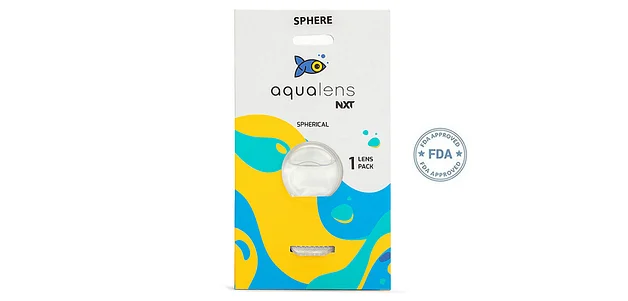 SPHERE
aqualens
NXT
SPHERICAL
1 LENS
PACK
FDA APPROVED
FDA
FDA APPROVED